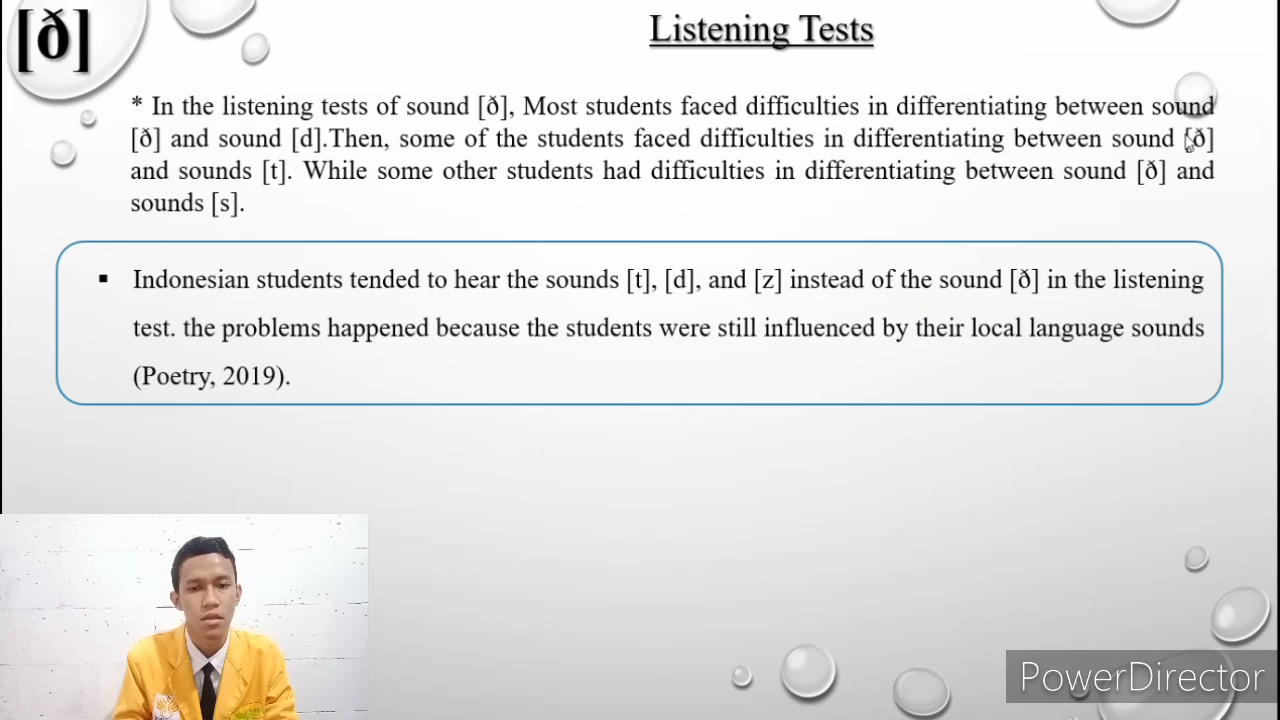 [ð]
Listening Tests
* In the listening tests of sound [ð], Most students faced difficulties in differentiating between sound
[ð] and sound [d].Then, some of the students faced difficulties in differentiating between sound [ð]
and sounds [t]. While some other students had difficulties in differentiating between sound [ð] and
sounds [s].
▪ Indonesian students tended to hear the sounds [t], [d], and [z] instead of the sound [ð] in the listening
test. the problems happened because the students were still influenced by their local language sounds
(Poetry, 2019).
PowerDirector